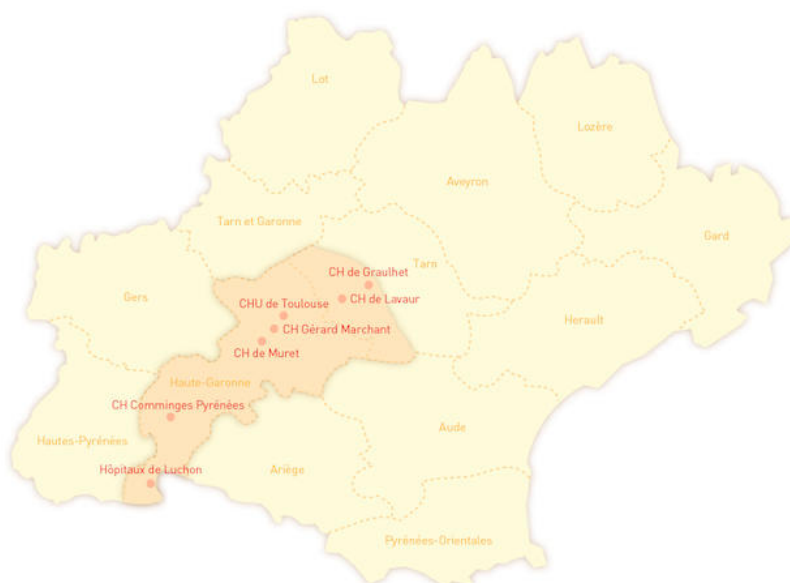 Lot
Lozère
Aveyron
Tarn et Garonne
Gard
Tarn
CH de Graulhet
Gers
CH de Lavaur
CHU de Toulouse
Herault
CH Gérard Marchant
CH de Muret
Haute-Garonne
CH Comminges Pyrénées
Aude
Hautes-Pyrénées
Hôpitaux de Luchon
Ariège
Pyrénées-Orientales